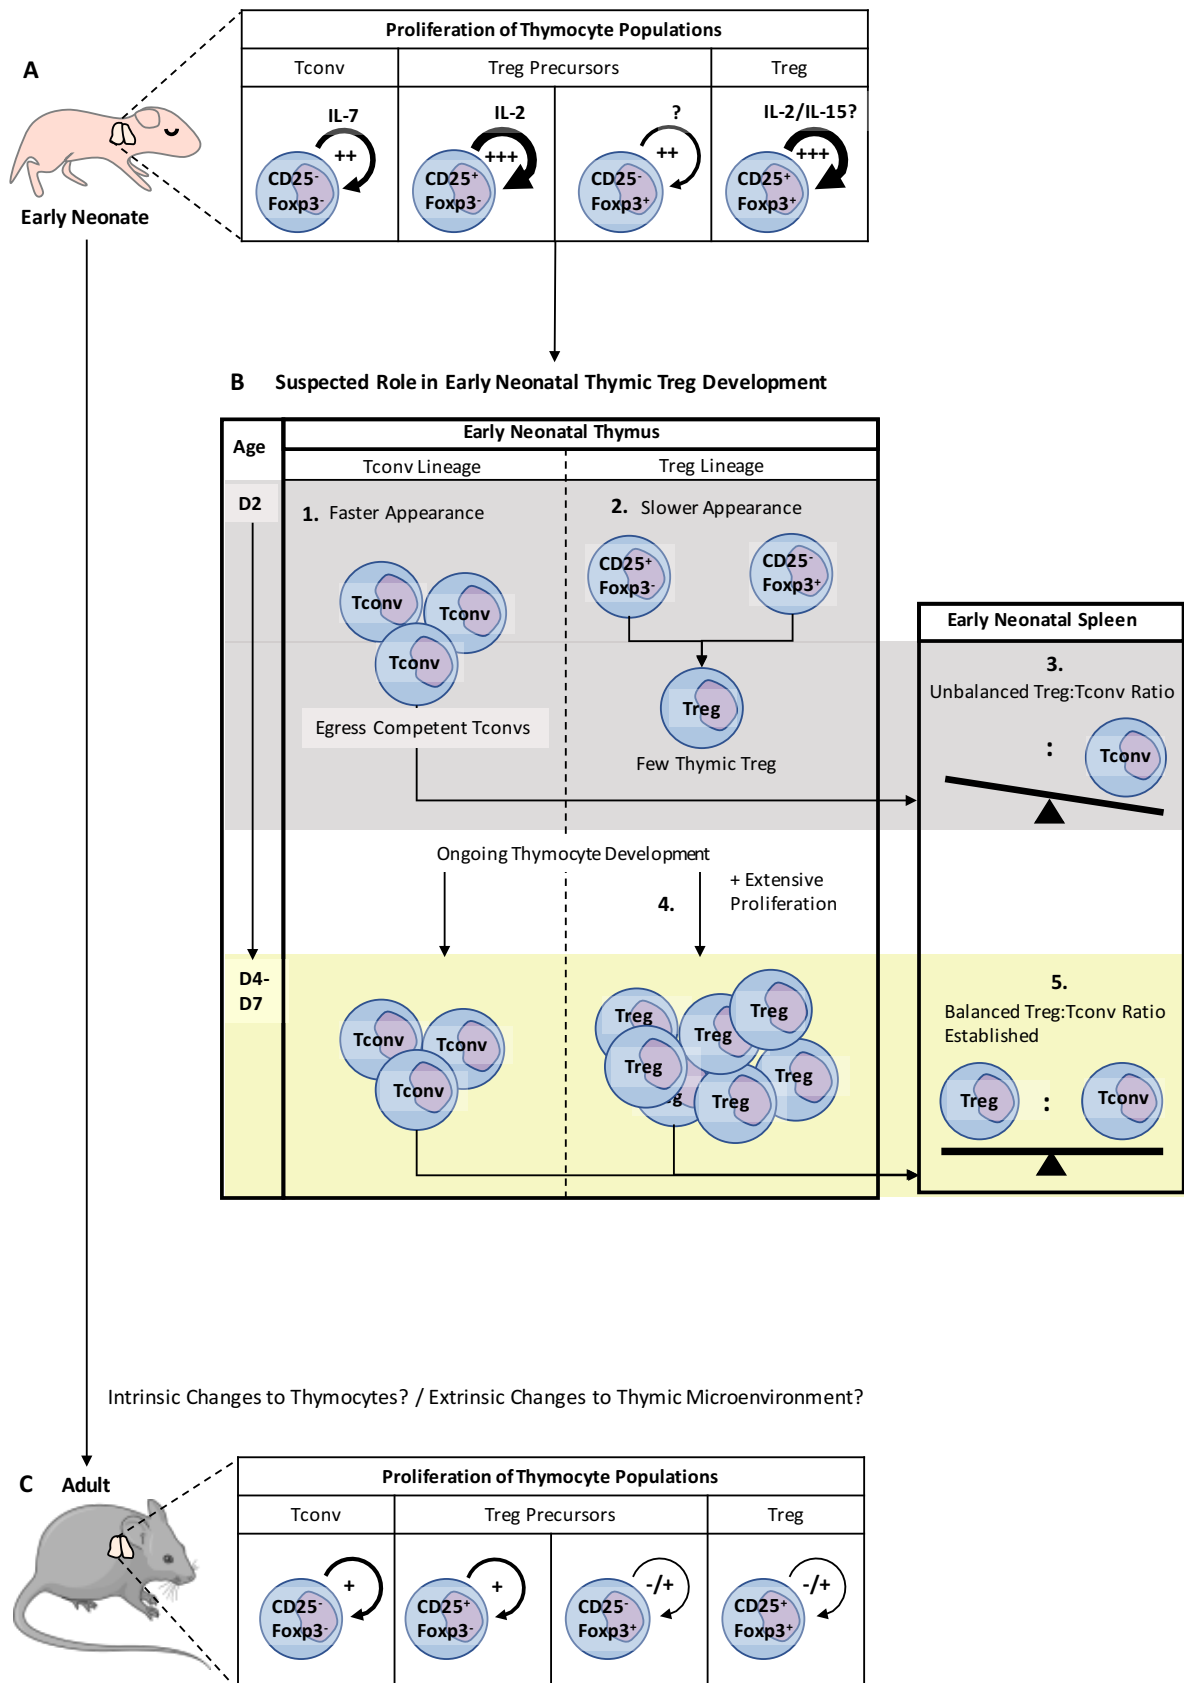 Proliferation of Thymocyte Populations
A
Tconv
Treg Precursors
Treg
IL-7
IL-2
?
IL-2/IL-15?
++
+++
++
+++
CD25⁻
Foxp3⁻
CD25⁺
Foxp3⁻
CD25⁻
Foxp3⁺
CD25⁺
Foxp3⁺
Early Neonate
B Suspected Role in Early Neonatal Thymic Treg Development
Age
Early Neonatal Thymus
Tconv Lineage
Treg Lineage
D2
1. Faster Appearance
2. Slower Appearance
CD25⁺
Foxp3⁻
CD25⁻
Foxp3⁺
Tconv
Tconv
Tconv
Egress Competent Tconvs
Treg
Few Thymic Treg
Early Neonatal Spleen
3.
Unbalanced Treg:Tconv Ratio
:
Tconv
Ongoing Thymocyte Development
4.
+ Extensive
Proliferation
D4-
D7
Tconv
Tconv
Tconv
Treg
Treg
Treg
Treg
Treg
Treg
eg
5.
Balanced Treg:Tconv Ratio
Established
Treg
:
Tconv
Intrinsic Changes to Thymocytes? / Extrinsic Changes to Thymic Microenvironment?
C Adult
Proliferation of Thymocyte Populations
Tconv
Treg Precursors
Treg
+
+
-/+
-/+
CD25⁻
Foxp3⁻
CD25⁺
Foxp3⁻
CD25⁻
Foxp3⁺
CD25⁺
Foxp3⁺